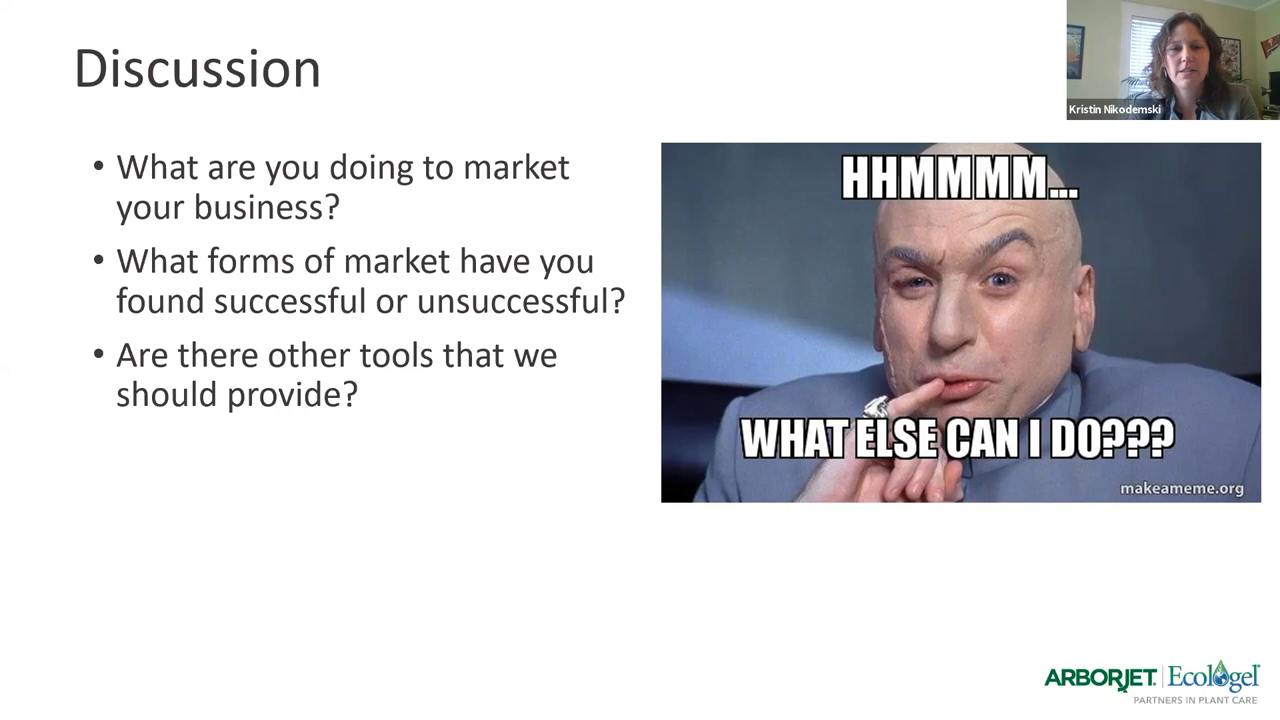 Discussion
Kristin Nikodemski
• What are you doing to market
your business?
• What forms of market have you
found successful or unsuccessful?
• Are there other tools that we
should provide?
HHMMMM...
WHAT ELSE CAN I DO???
makeameme.org
ARBORJET | Ecologel
PARTNERS IN PLANT CARE